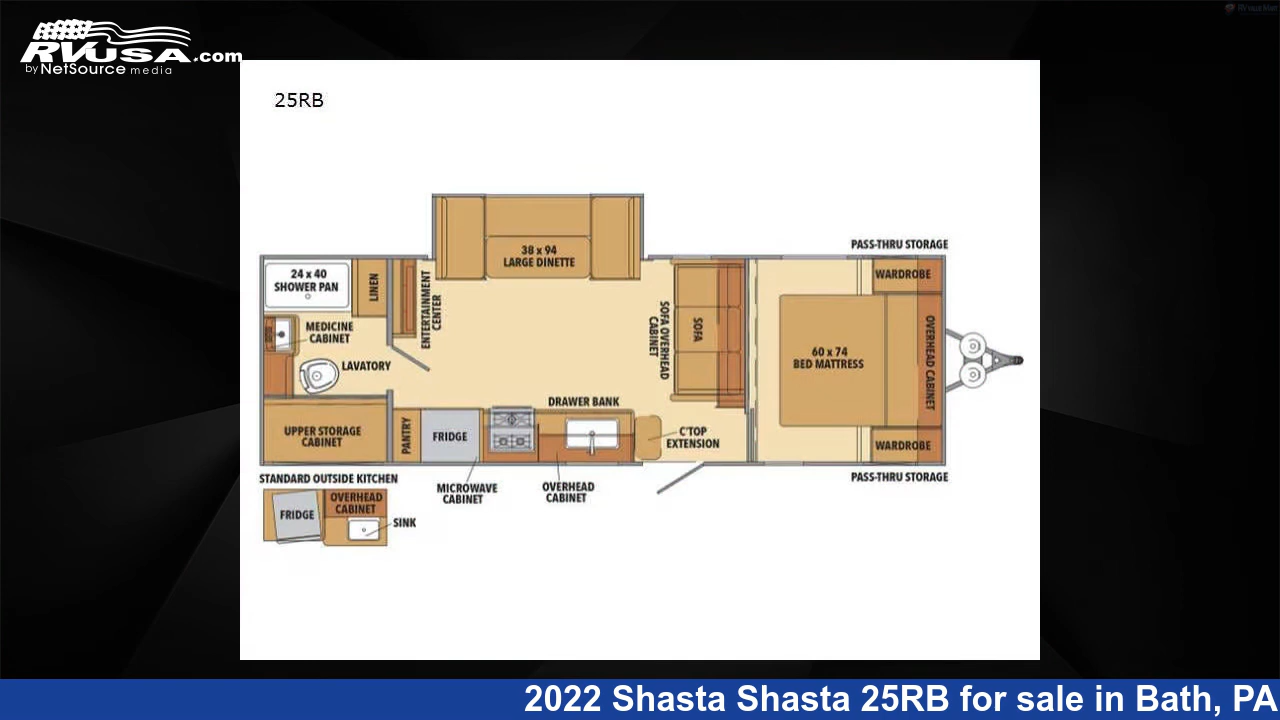 RVUSA.com
by NetSource media
25RB
PASS-THRU STORAGE
38 x 94
LARGE DINETTE
24 x 40
SHOWER PAN
LINEN
ENTERTAINMENT
CENTER
SOFA OVERHEAD
CABINET
SOFA
WARDROBE
MEDICINE
CABINET
LAVATORY
60 x 74
BED MATTRESS
OVERHEAD CABINET
DRAWER BANK
UPPER STORAGE
CABINET
PANTRY
FRIDGE
C'TOP
EXTENSION
WARDROBE
STANDARD OUTSIDE KITCHEN
MICROWAVE
CABINET
OVERHEAD
CABINET
PASS-THRU STORAGE
FRIDGE
OVERHEAD
CABINET
SINK
2022 Shasta Shasta 25RB for sale in Bath, PA